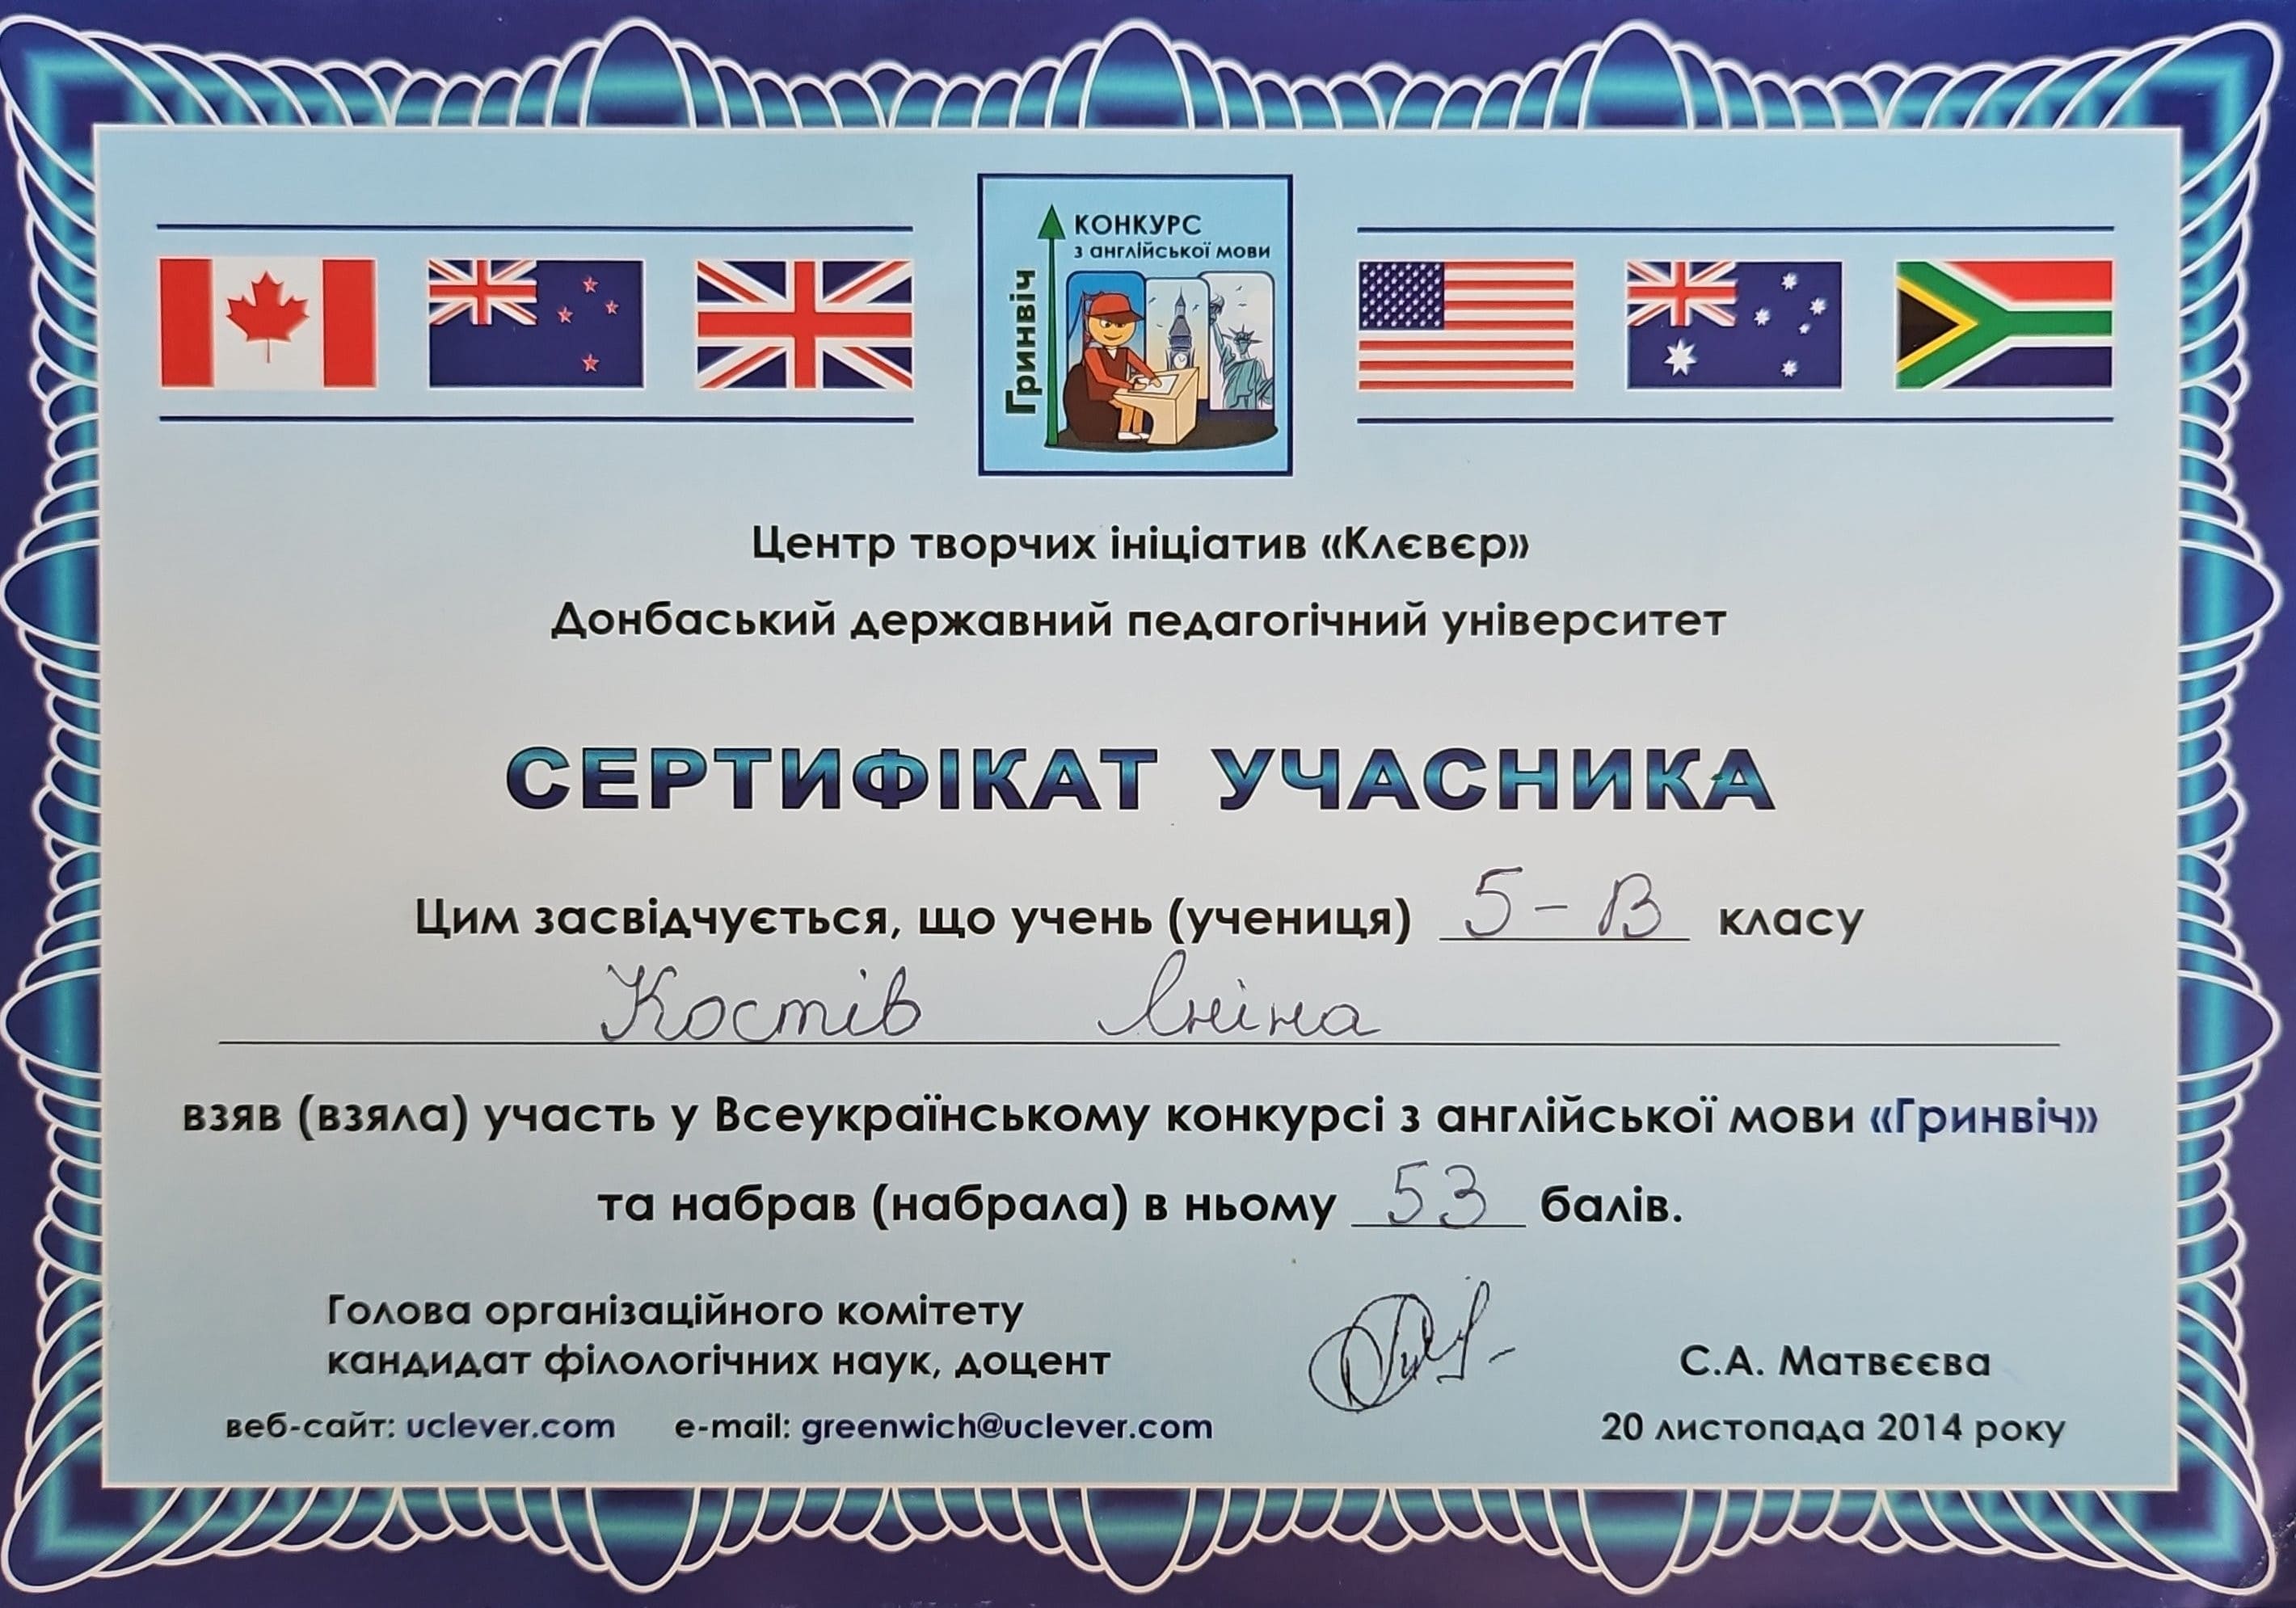 КОНКУРС
з англійської мови
Гринвіч
Центр творчих ініціатив «Клєвєр»
Донбаський державний педагогічний університет
СЕРТИФІКАТ УЧАСНИКА
Цим засвідчується, що учень (учениця) 5-В класу
Костів
взяв (взяла) участь у Всеукраїнському конкурсі з англійської мови «Гринвіч»
та набрав (набрала) в ньому 53 балів.
Голова організаційного комітету
кандидат філологічних наук, доцент
С.А. Матвєєва
веб-сайт: uclever.com e-mail: greenwich@uclever.com 20 листопада 2014 року